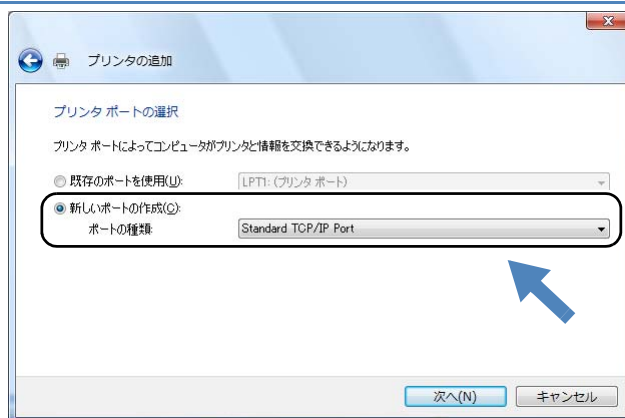 プリンタの追加
プリンタ ポートの選択
プリンタ ポートによってコンピュータがプリンタと情報を交換できるようになります。
既存のポートを使用(U): LPT1: (プリンタ ポート)
新しいポートの作成(C):
ポートの種類: Standard TCP/IP Port
次へ(N) キャンセル